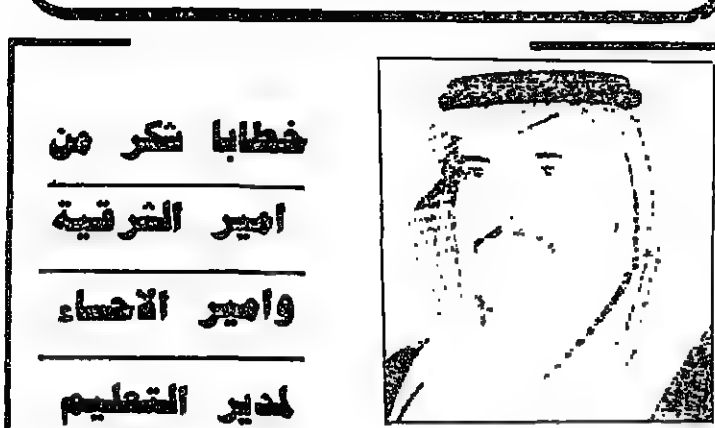 خطابا شكر من
امير الشرقية
وامير الاحساء
لمدير التعليم